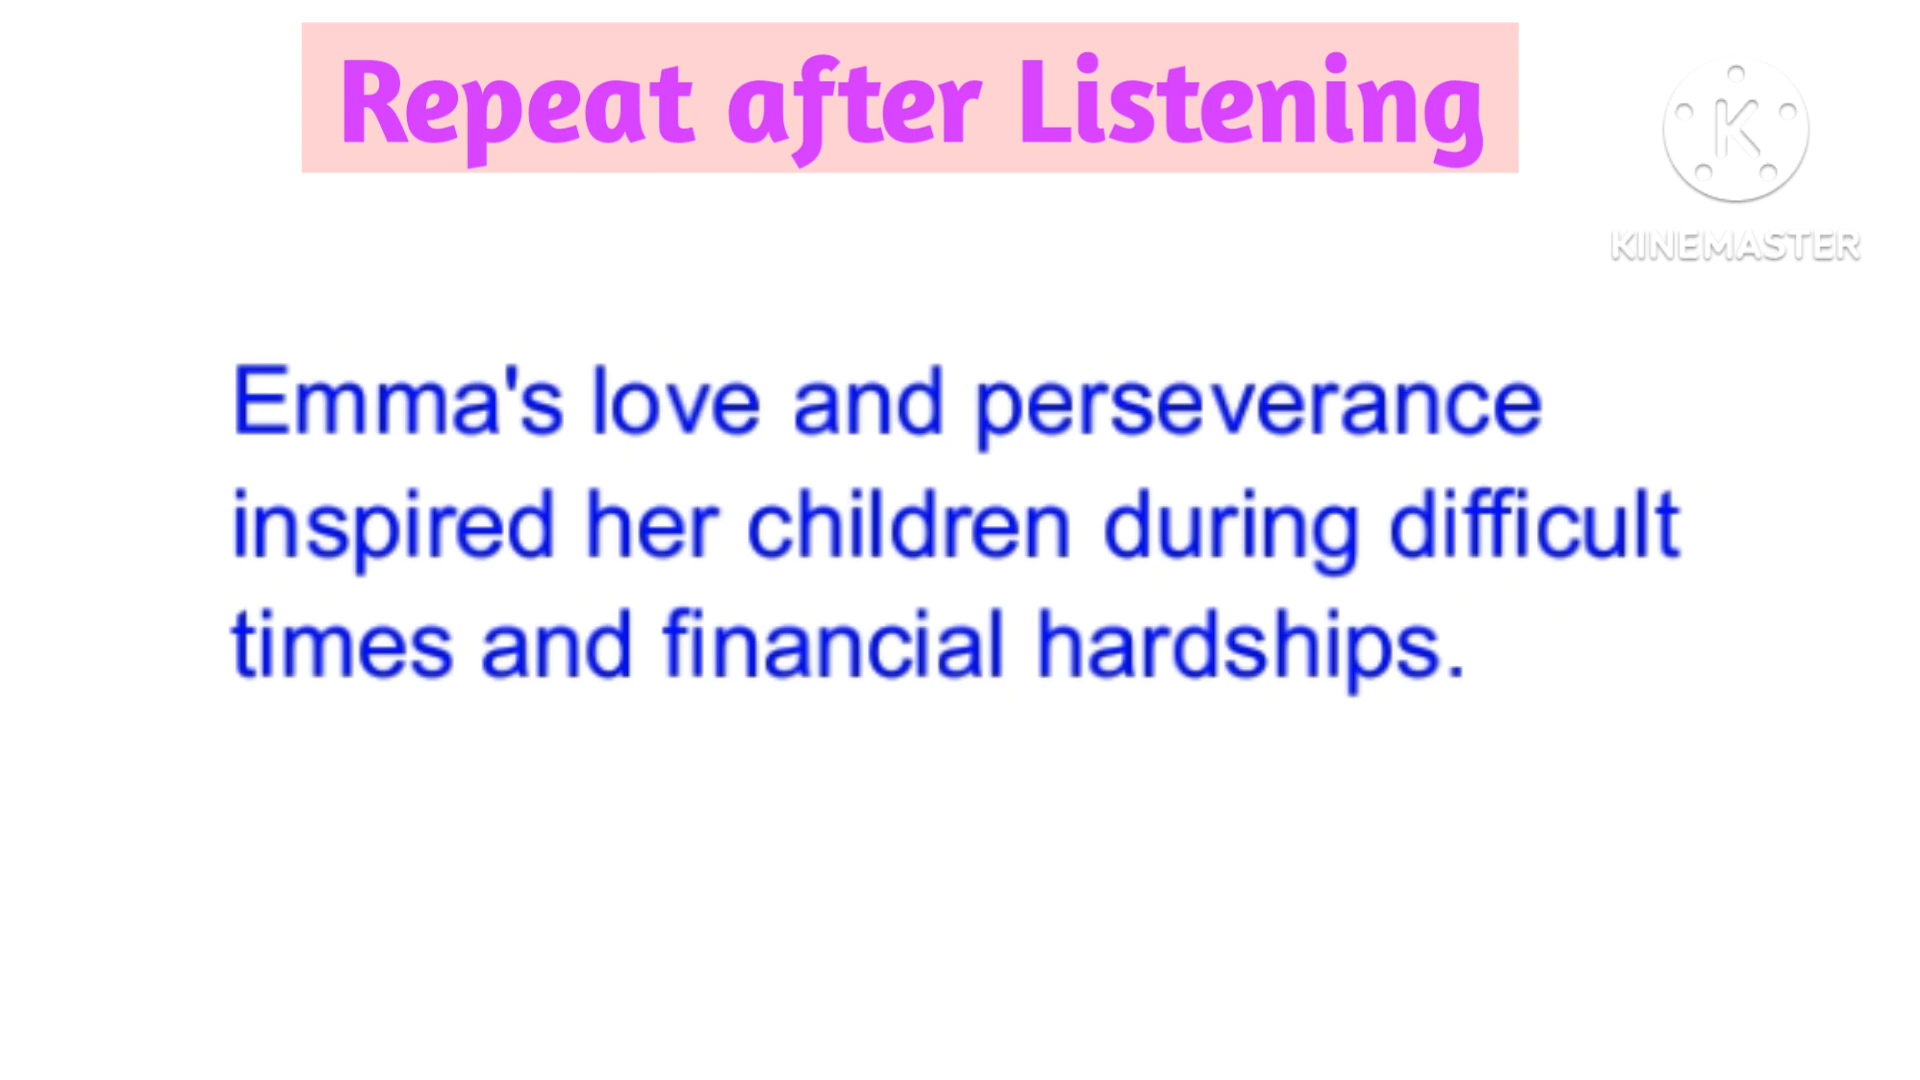 Repeat after Listening
KINEMASTER
Emma's love and perseverance
inspired her children during difficult
times and financial hardships.